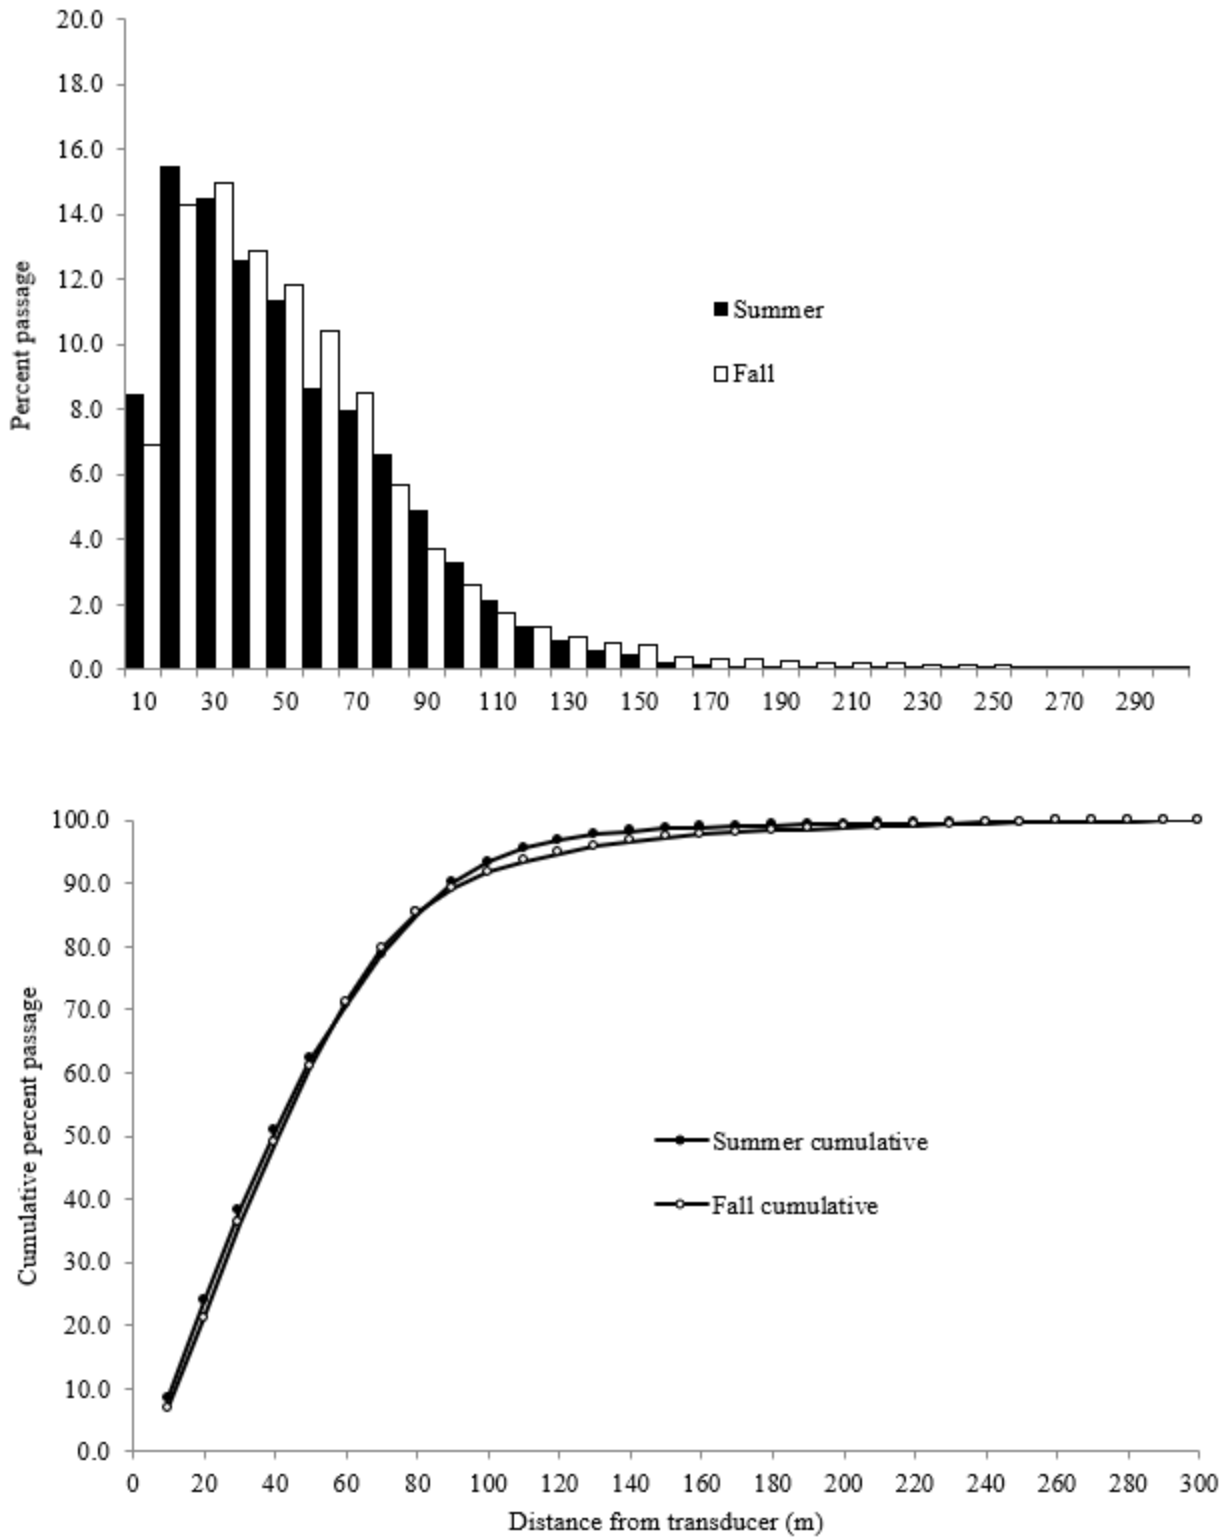 20.0
18.0
16.0
14.0
12.0
10.0
8.0
6.0
4.0
2.0
0.0
Percent passage
Summer
Fall
10 30 50 70 90 110 130 150 170 190 210 230 250 270 290
100.0
90.0
80.0
70.0
60.0
50.0
40.0
30.0
20.0
10.0
0.0
Cumulative percent passage
Summer cumulative
Fall cumulative
0 20 40 60 80 100 120 140 160 180 200 220 240 260 280 300
Distance from transducer (m)